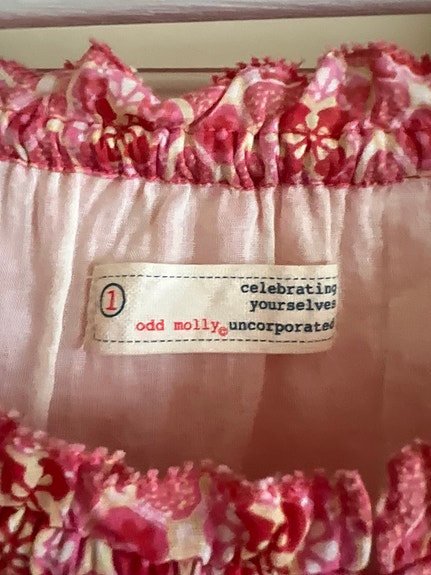 1
celebrating
yourselves
odd molly© uncorporated